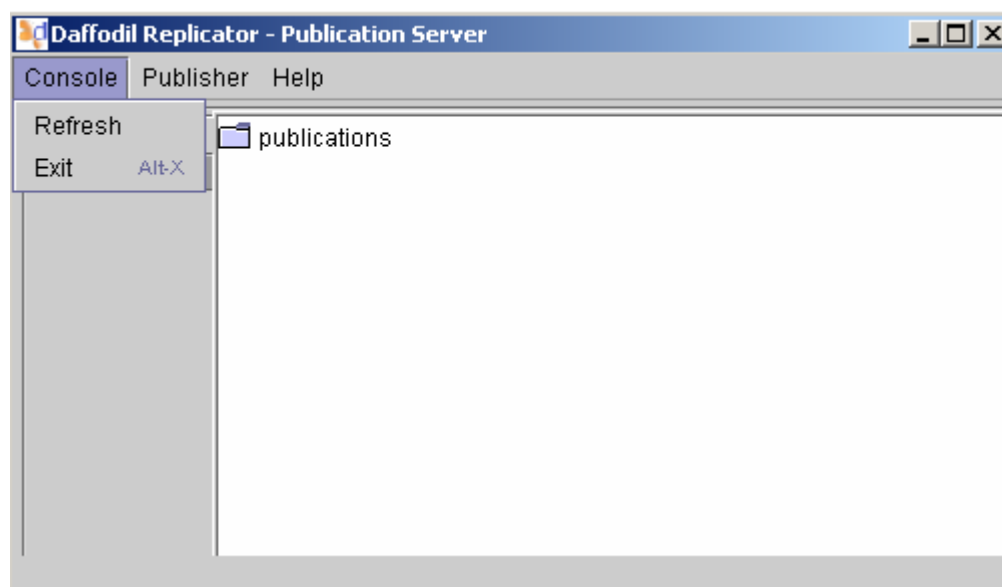 Daffodil Replicator - Publication Server
Console Publisher Help
Refresh
publications
Exit Alt-X